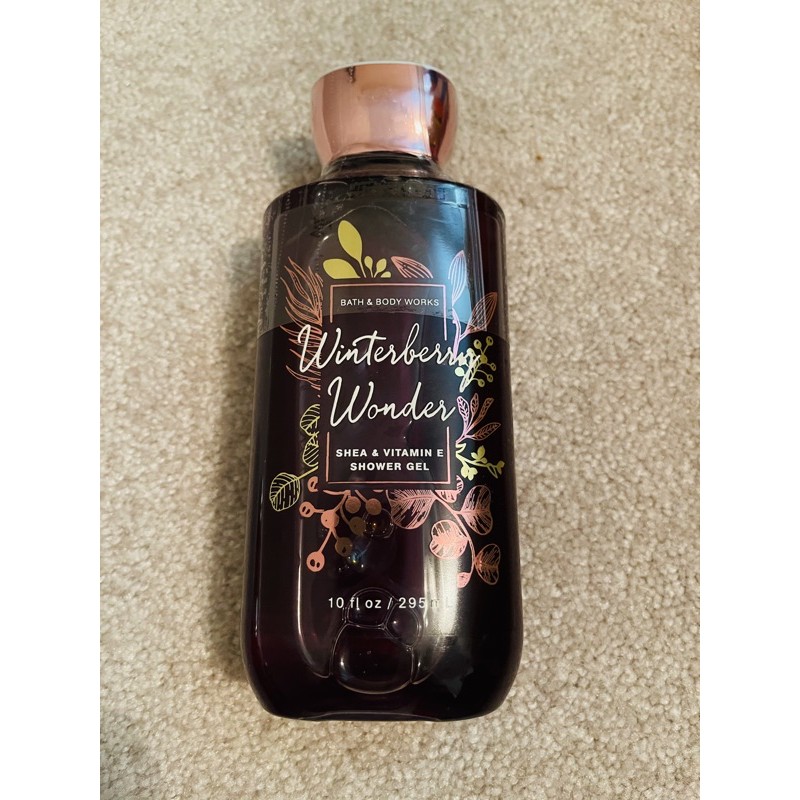 BATH & BODY WORKS
Winterberry
Wonder
SHEA & VITAMIN E
SHOWER GEL
10 fl oz / 295 mL